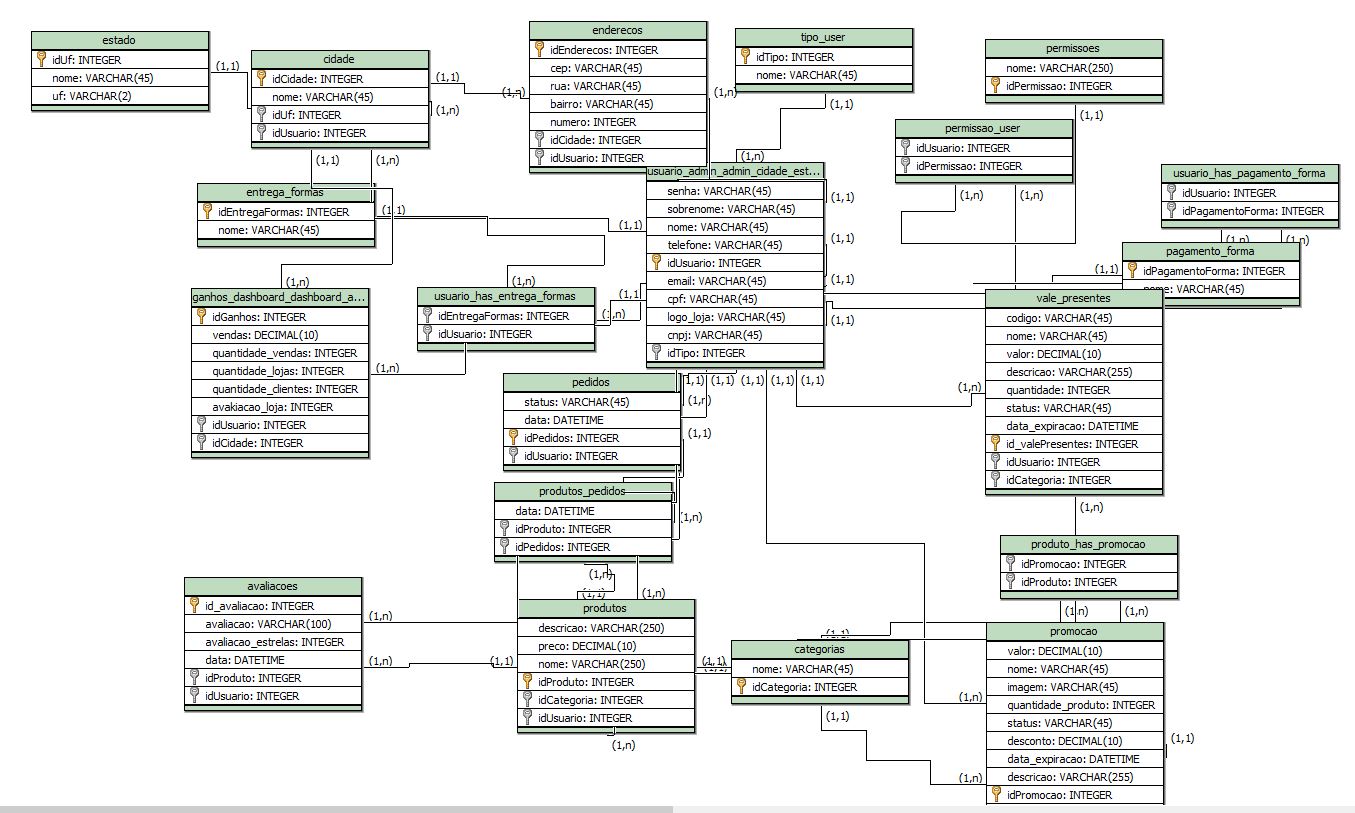 estado
idUf: INTEGER
nome: VARCHAR(45)
uf: VARCHAR(2)
(1,1)
cidade
idCidade: INTEGER
nome: VARCHAR(45)
idUf: INTEGER
idUsuario: INTEGER
(1,1)
(1,n)
(1,1)
(1,n)
enderecos
idEnderecos: INTEGER
cep: VARCHAR(45)
rua: VARCHAR(45)
bairro: VARCHAR(45)
numero: INTEGER
idCidade: INTEGER
idUsuario: INTEGER
(1,n)
(1,n)
tipo_user
idTipo: INTEGER
nome: VARCHAR(45)
(1,1)
(1,n)
permissoes
nome: VARCHAR(250)
idPermissao: INTEGER
(1,1)
permissao_user
idUsuario: INTEGER
idPermissao: INTEGER
(1,n)
(1,n)
usuario_has_pagamento_forma
idUsuario: INTEGER
idPagamentoForma: INTEGER
(1,n)
(1,n)
pagamento_forma
idPagamentoForma: INTEGER
nome: VARCHAR(45)
(1,1)
entrega_formas
idEntregaFormas: INTEGER
nome: VARCHAR(45)
(1,1)
usuario_admin_admin_cidade_est...
senha: VARCHAR(45)
sobrenome: VARCHAR(45)
nome: VARCHAR(45)
telefone: VARCHAR(45)
idUsuario: INTEGER
email: VARCHAR(45)
cpf: VARCHAR(45)
logo_loja: VARCHAR(45)
cnpj: VARCHAR(45)
idTipo: INTEGER
(1,1)
(1,1)
(1,1)
(1,1)
(1,1)
(1,1)
(1,1)
(1,1)
(1,1)
(1,1)
(1,1)
ganhos_dashboard_dashboard_a...
idGanhos: INTEGER
vendas: DECIMAL(10)
quantidade_vendas: INTEGER
quantidade_lojas: INTEGER
quantidade_clientes: INTEGER
avakiacao_loja: INTEGER
idUsuario: INTEGER
idCidade: INTEGER
(1,n)
(1,n)
usuario_has_entrega_formas
idEntregaFormas: INTEGER
idUsuario: INTEGER
(1,n)
(1,n)
vale_presentes
codigo: VARCHAR(45)
nome: VARCHAR(45)
valor: DECIMAL(10)
descricao: VARCHAR(255)
quantidade: INTEGER
status: VARCHAR(45)
data_expiracao: DATETIME
id_valePresentes: INTEGER
idUsuario: INTEGER
idCategoria: INTEGER
(1,n)
(1,n)
pedidos
status: VARCHAR(45)
data: DATETIME
idPedidos: INTEGER
idUsuario: INTEGER
(1,n)
(1,1)
produtos_pedidos
data: DATETIME
idProduto: INTEGER
idPedidos: INTEGER
(1,n)
(1,n)
(1,n)
produto_has_promocao
idPromocao: INTEGER
idProduto: INTEGER
(1,n)
(1,n)
avaliacoes
id_avaliacao: INTEGER
avaliacao: VARCHAR(100)
avaliacao_estrelas: INTEGER
data: DATETIME
idProduto: INTEGER
idUsuario: INTEGER
(1,n)
(1,n)
(1,1)
produtos
descricao: VARCHAR(250)
preco: DECIMAL(10)
nome: VARCHAR(250)
idProduto: INTEGER
idCategoria: INTEGER
idUsuario: INTEGER
(1,1)
(1,1)
(1,n)
categorias
nome: VARCHAR(45)
idCategoria: INTEGER
(1,1)
(1,1)
promocao
valor: DECIMAL(10)
nome: VARCHAR(45)
imagem: VARCHAR(45)
quantidade_produto: INTEGER
status: VARCHAR(45)
desconto: DECIMAL(10)
data_expiracao: DATETIME
descricao: VARCHAR(255)
idPromocao: INTEGER
(1,n)
(1,n)
(1,1)